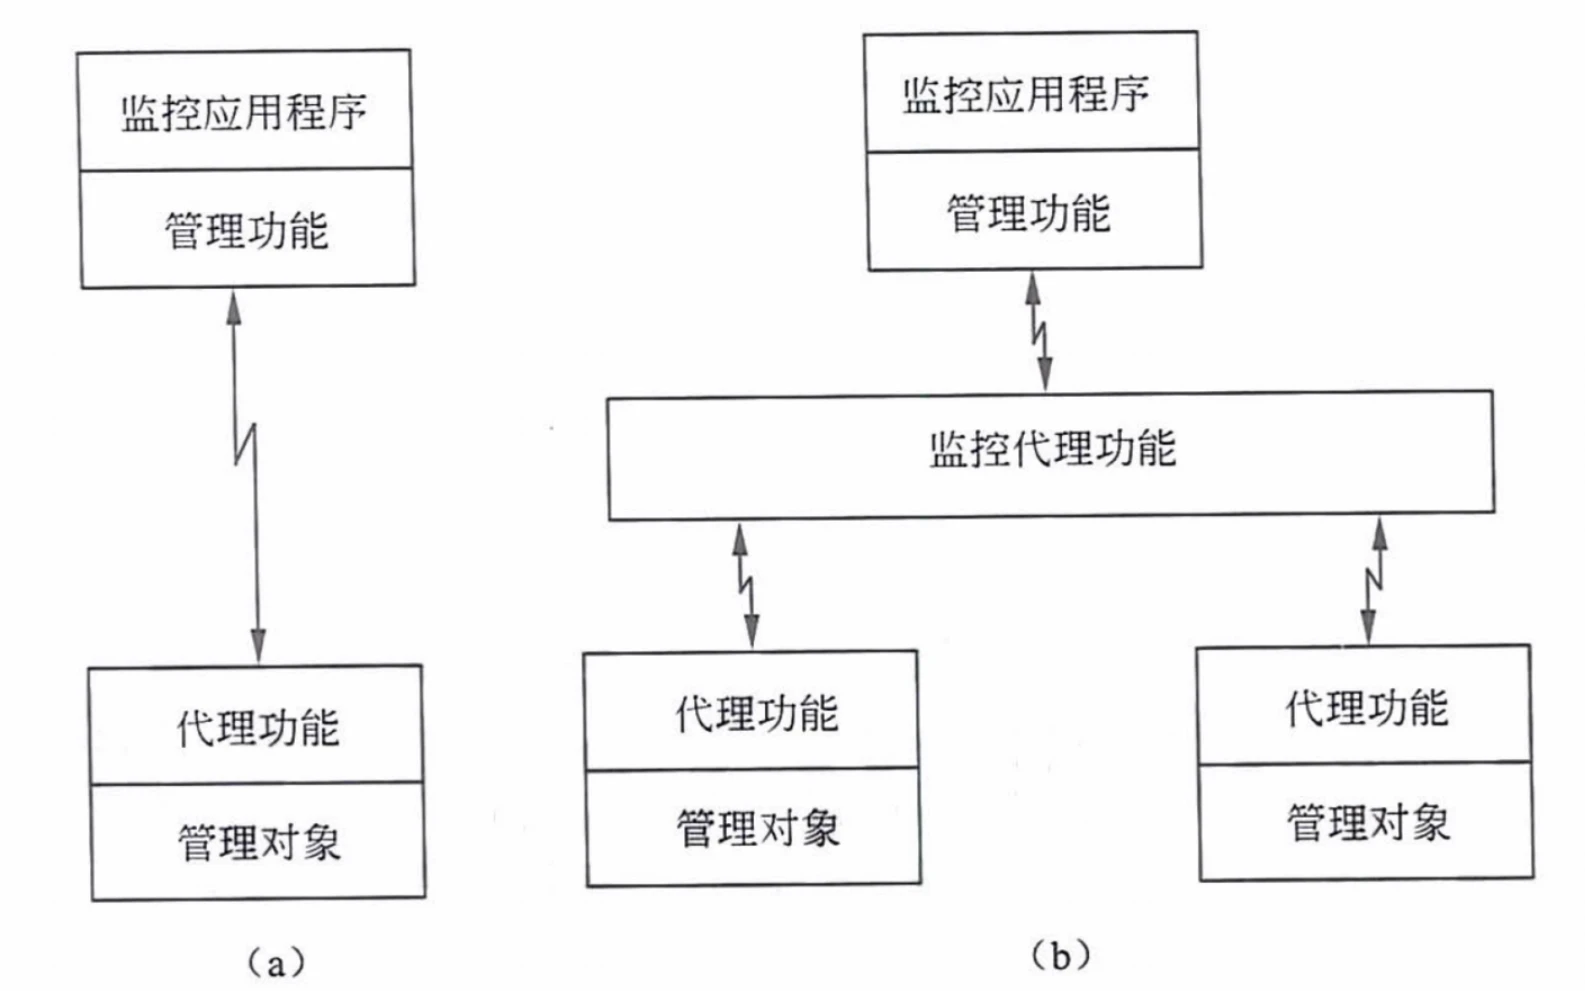 监控应用程序
管理功能
代理功能
管理对象
(a)
监控应用程序
管理功能
监控代理功能
代理功能
管理对象
代理功能
管理对象
(b)